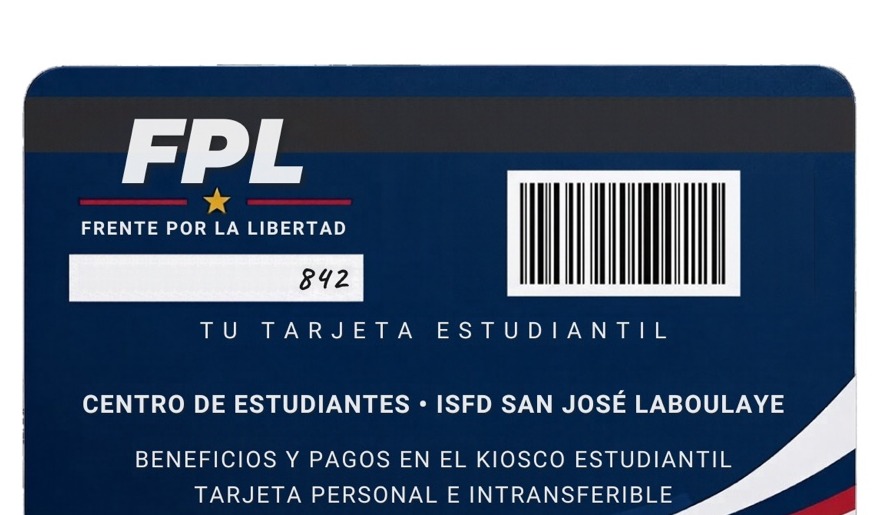 FPL
FRENTE POR LA LIBERTAD
842
TU TARJETA ESTUDIANTIL
CENTRO DE ESTUDIANTES • ISFD SAN JOSÉ LABOULAYE
BENEFICIOS Y PAGOS EN EL KIOSCO ESTUDIANTIL
TARJETA PERSONAL E INTRANSFERIBLE